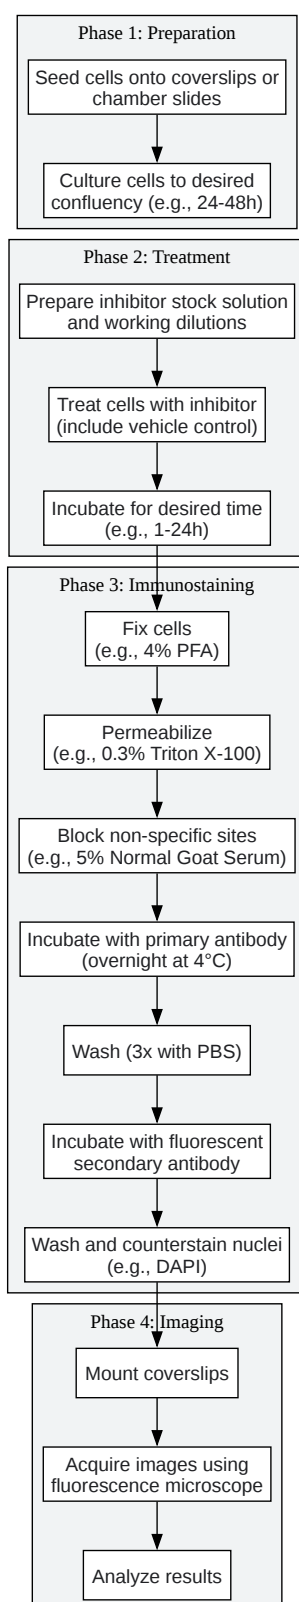 Phase 1: Preparation
Seed cells onto coverslips or
chamber slides
Culture cells to desired
confluency (e.g., 24-48h)
Phase 2: Treatment
Prepare inhibitor stock solution
and working dilutions
Treat cells with inhibitor
(include vehicle control)
Incubate for desired time
(e.g., 1-24h)
Phase 3: Immunostaining
Fix cells
(e.g., 4% PFA)
Permeabilize
(e.g., 0.3% Triton X-100)
Block non-specific sites
(e.g., 5% Normal Goat Serum)
Incubate with primary antibody
(overnight at 4°C)
Wash (3x with PBS)
Incubate with fluorescent
secondary antibody
Wash and counterstain nuclei
(e.g., DAPI)
Phase 4: Imaging
Mount coverslips
Acquire images using
fluorescence microscope
Analyze results